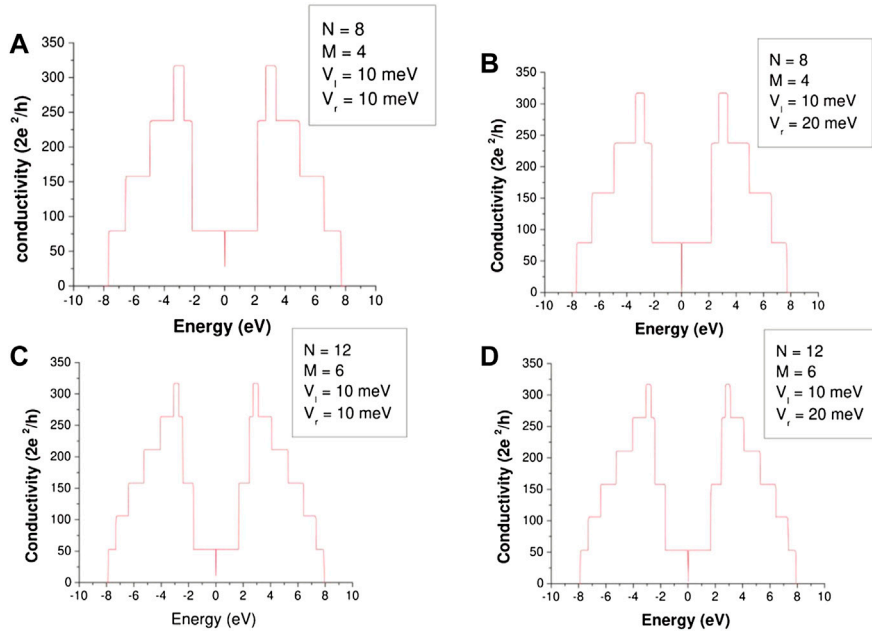 A
N = 8
M = 4
V_l = 10 meV
V_r = 10 meV
350
300
250
200
150
100
50
0
conductivity (2e²/h)
-10 -8 -6 -4 -2 0 2 4 6 8 10
Energy (eV)
B
N = 8
M = 4
V_l = 10 meV
V_r = 20 meV
350
300
250
200
150
100
50
0
Conductivity (2e²/h)
-10 -8 -6 -4 -2 0 2 4 6 8 10
Energy (eV)
C
N = 12
M = 6
V_l = 10 meV
V_r = 10 meV
350
300
250
200
150
100
50
0
Conductivity (2e²/h)
-10 -8 -6 -4 -2 0 2 4 6 8 10
Energy (eV)
D
N = 12
M = 6
V_l = 10 meV
V_r = 20 meV
350
300
250
200
150
100
50
0
Conductivity (2e²/h)
-10 -8 -6 -4 -2 0 2 4 6 8 10
Energy (eV)